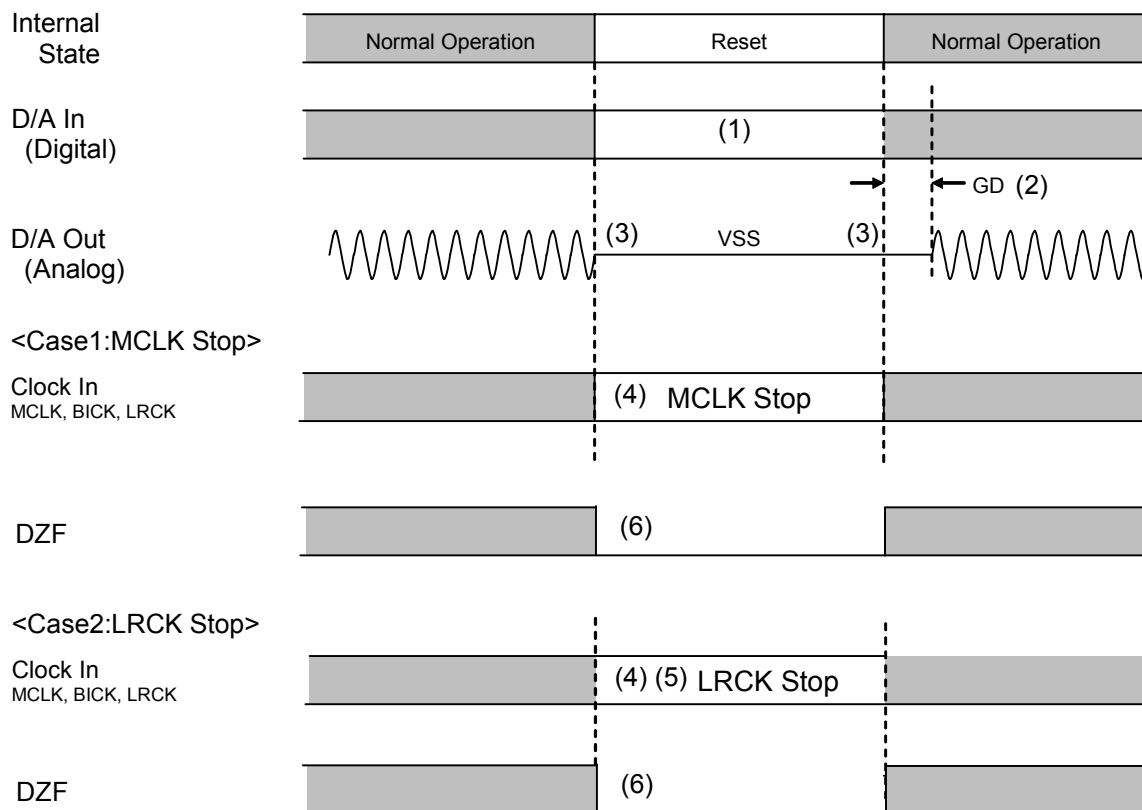 Internal State
Normal Operation Reset Normal Operation
D/A In (Digital)
(1)
GD (2)
D/A Out (Analog)
(3) VSS (3)
<Case1:MCLK Stop>
Clock In
MCLK, BICK, LRCK
(4) MCLK Stop
DZF
(6)
<Case2:LRCK Stop>
Clock In
MCLK, BICK, LRCK
(4) (5) LRCK Stop
DZF
(6)